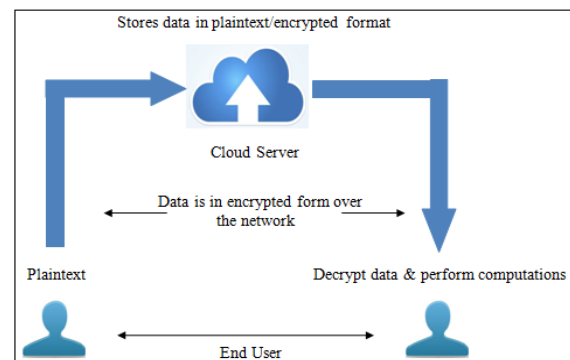 Stores data in plaintext/encrypted format
Cloud Server
Data is in encrypted form over
the network
Plaintext
Decrypt data & perform computations
End User